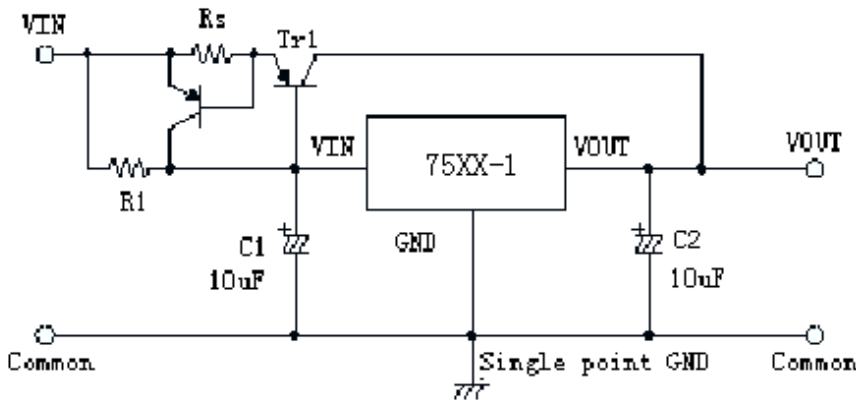 VIN
Rs
Tr1
VIN
75XX-1
VOUT
VOUT
R1
C1
10uF
GND
C2
10uF
Common
Single point GND
Common